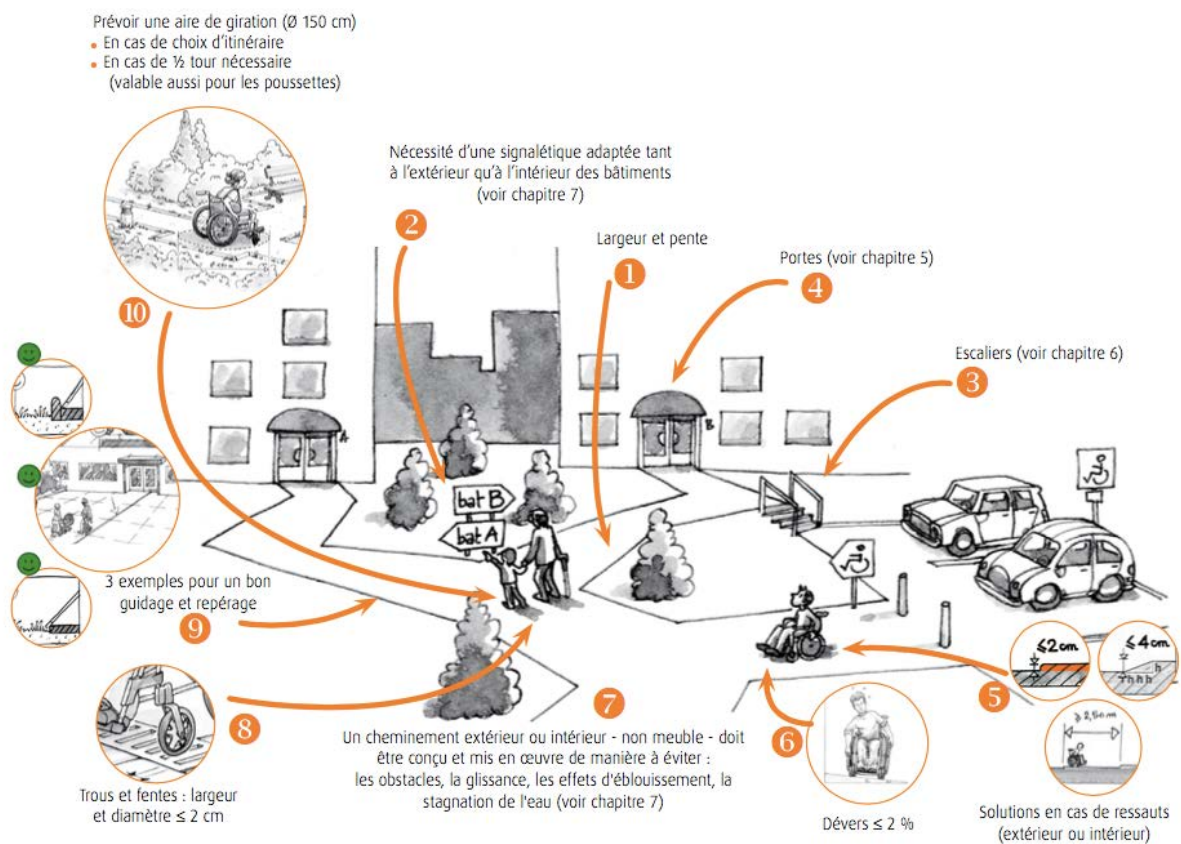 Prévoir une aire de giration (Ø 150 cm)
• En cas de choix d'itinéraire
• En cas de ½ tour nécessaire
(valable aussi pour les poussettes)
10
Nécessité d'une signalétique adaptée tant
à l'extérieur qu'à l'intérieur des bâtiments
(voir chapitre 7)
2
Largeur et pente
1
Portes (voir chapitre 5)
4
Escaliers (voir chapitre 6)
3
A
B
bat B
bat A
3 exemples pour un bon
guidage et repérage
9
8
Trous et fentes : largeur
et diamètre ≤ 2 cm
7
Un cheminement extérieur ou intérieur - non meuble - doit
être conçu et mis en œuvre de manière à éviter :
les obstacles, la glissance, les effets d'éblouissement, la
stagnation de l'eau (voir chapitre 7)
6
Dévers ≤ 2 %
5
≤2cm
≤4cm
h
h h h
≥ 2,50m
Solutions en cas de ressauts
(extérieur ou intérieur)